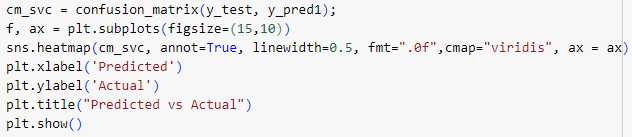 cm_svc = confusion_matrix(y_test, y_pred1);
f, ax = plt.subplots(figsize=(15,10))
sns.heatmap(cm_svc, annot=True, linewidth=0.5, fmt=".0f",cmap="viridis", ax = ax)
plt.xlabel('Predicted')
plt.ylabel('Actual')
plt.title("Predicted vs Actual")
plt.show()